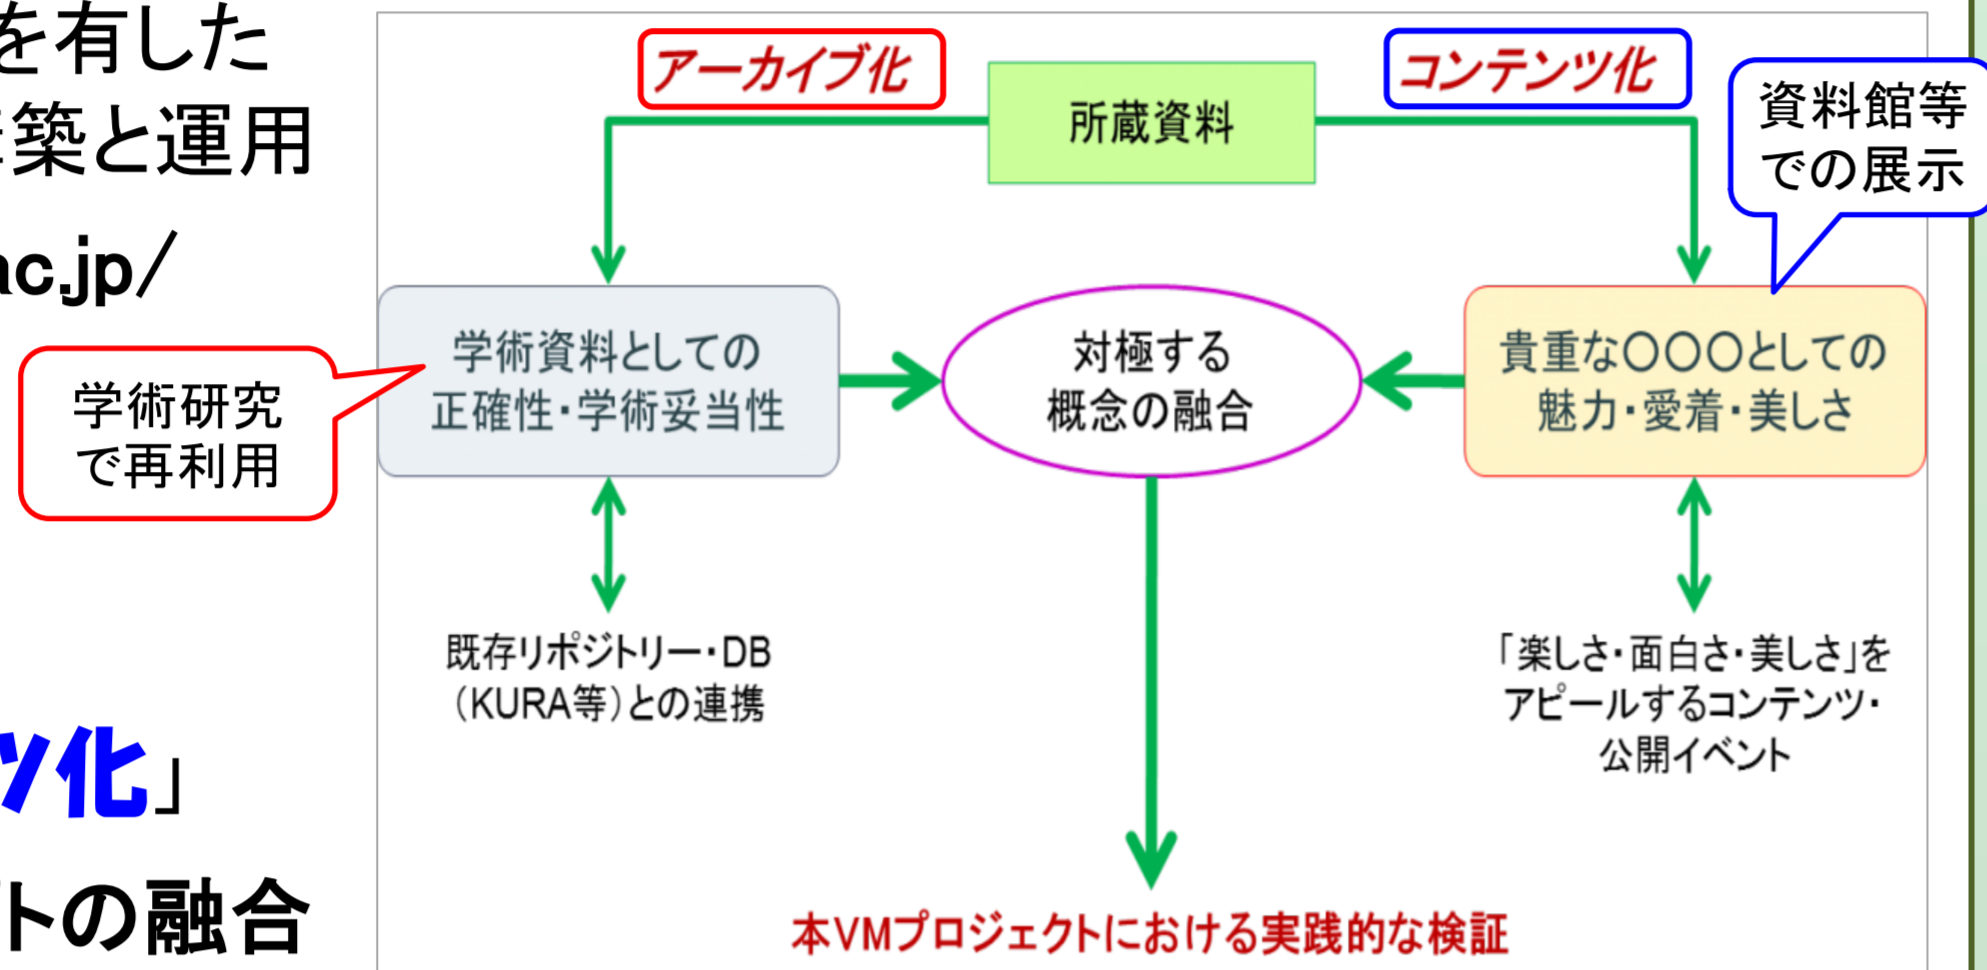 を有した
築と運用
ac.jp/
ツ化」
トの融合
アーカイブ化
コンテンツ化
所蔵資料
資料館等
での展示
学術研究
で再利用
学術資料としての
正確性・学術妥当性
対極する
概念の融合
貴重な〇〇〇としての
魅力・愛着・美しさ
既存リポジトリー・DB
（KURA等）との連携
「楽しさ・面白さ・美しさ」を
アピールするコンテンツ・
公開イベント
本VMプロジェクトにおける実践的な検証